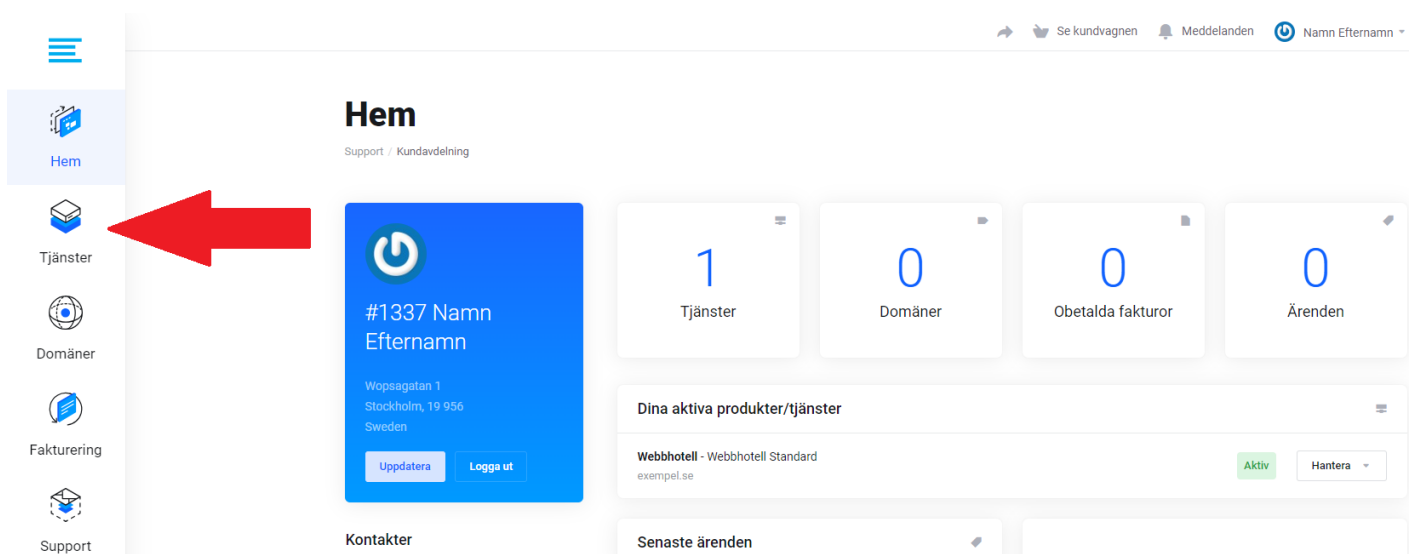 Se kundvagnen
Meddelanden
Namn Efternamn
Hem
Tjänster
Domäner
Fakturering
Support
Hem
Support / Kundavdelning
#1337 Namn
Efternamn
Wopsagatan 1
Stockholm, 19 956
Sweden
Uppdatera
Logga ut
Kontakter
1
Tjänster
0
Domäner
0
Obetalda fakturor
0
Ärenden
Dina aktiva produkter/tjänster
Webbhotell - Webbhotell Standard
exempel.se
Aktiv
Hantera
Senaste ärenden